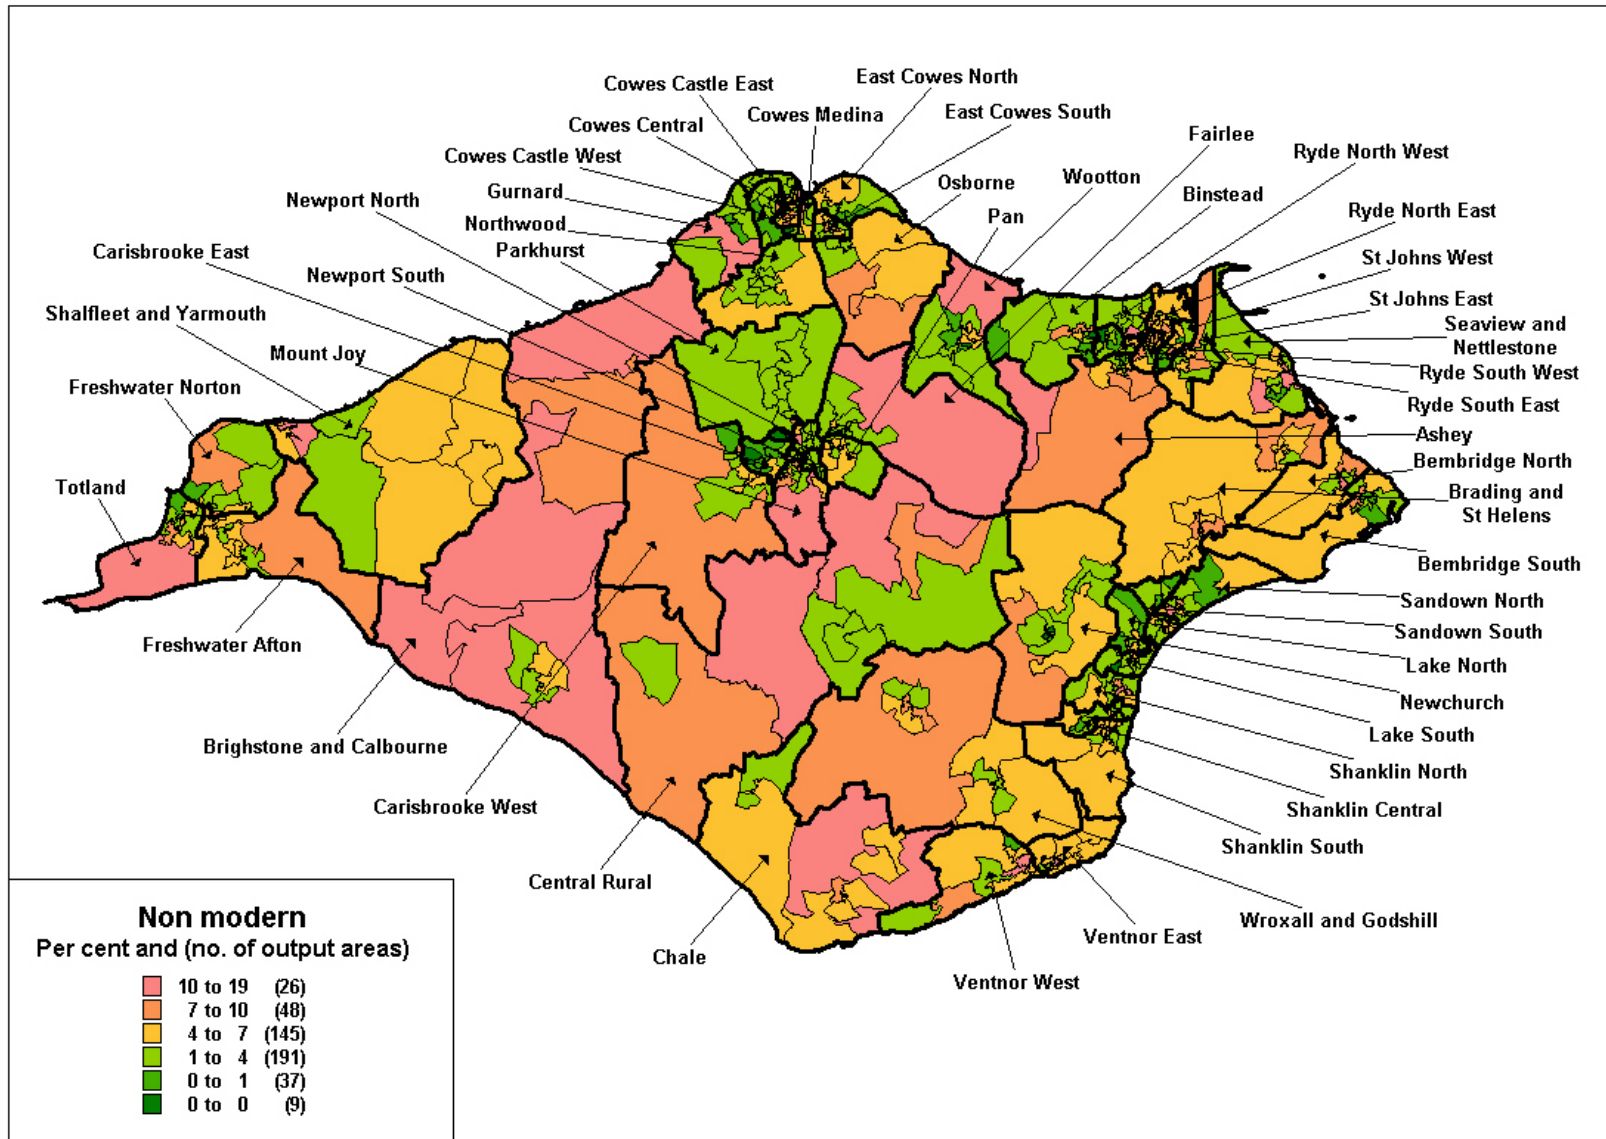 Cowes Castle East
East Cowes North
Cowes Central
Cowes Medina
East Cowes South
Cowes Castle West
Fairlee
Gurnard
Osborne
Wootton
Ryde North West
Newport North
Northwood
Pan
Binstead
Carisbrooke East
Parkhurst
Ryde North East
Newport South
St Johns West
Shalfleet and Yarmouth
St Johns East
Mount Joy
Seaview and
Nettlestone
Freshwater Norton
Ryde South West
Ryde South East
Ashey
Totland
Bembridge North
Brading and
St Helens
Bembridge South
Sandown North
Freshwater Afton
Sandown South
Lake North
Newchurch
Brighstone and Calbourne
Lake South
Carisbrooke West
Shanklin North
Shanklin Central
Shanklin South
Central Rural
Wroxall and Godshill
Chale
Ventnor East
Ventnor West
Non modern
Per cent and (no. of output areas)
10 to 19 (26)
7 to 10 (48)
4 to 7 (145)
1 to 4 (191)
0 to 1 (37)
0 to 0 (9)